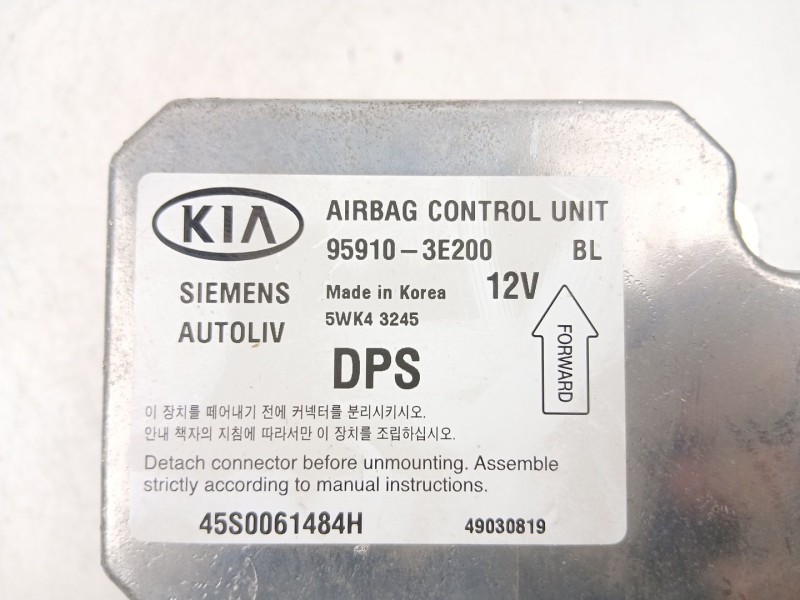 KIA
AIRBAG CONTROL UNIT
95910-3E200 BL
SIEMENS
AUTOLIV
Made in Korea 12V
5WK4 3245
DPS
FORWARD
이 장치를 떼어내기 전에 커넥터를 분리시키시오.
안내 책자의 지침에 따라서만 이 장치를 조립하십시오.
Detach connector before unmounting. Assemble
strictly according to manual instructions.
45S0061484H 49030819